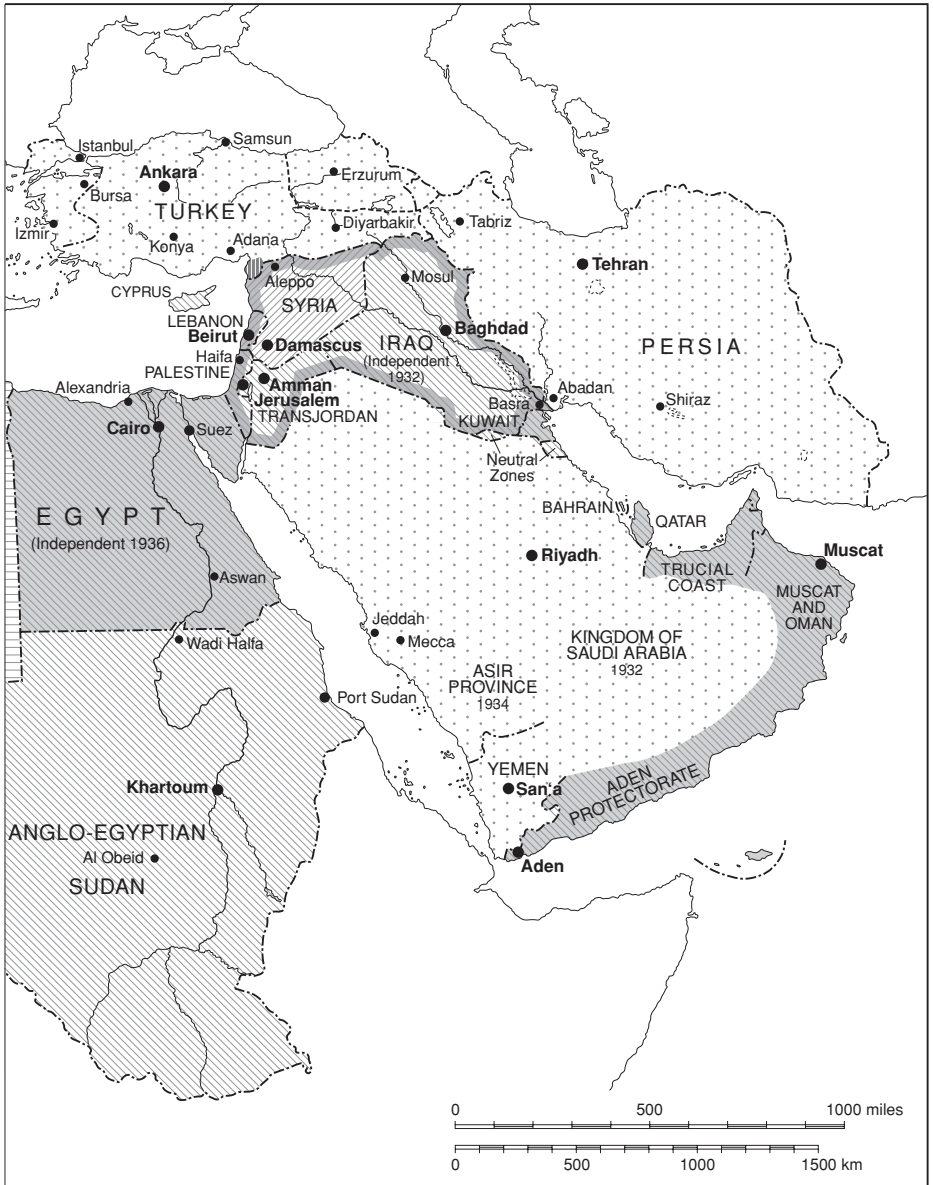 Istanbul
Samsun
Ankara
Erzurum
Bursa
TURKEY
Tabriz
Izmir
Diyarbakir
Konya
Adana
Tehran
Aleppo
Mosul
CYPRUS
SYRIA
LEBANON
Beirut
Baghdad
Damascus
IRAQ
(Independent
1932)
PERSIA
Haifa
PALESTINE
Alexandria
Amman
Abadan
Jerusalem
Basra
Shiraz
TRANSJORDAN
KUWAIT
Cairo
Suez
Neutral
Zones
BAHRAIN
EGYPT
QATAR
(Independent 1936)
Riyadh
Muscat
TRUCIAL
COAST
Aswan
MUSCAT
AND
OMAN
Jeddah
Wadi Halfa
Mecca
KINGDOM OF
SAUDI ARABIA
1932
ASIR
PROVINCE
1934
Port Sudan
YEMEN
Khartoum
San'a
ADEN
PROTECTORATE
ANGLO-EGYPTIAN
Al Obeid
SUDAN
Aden
0 500 1000 miles
0 500 1000 1500 km